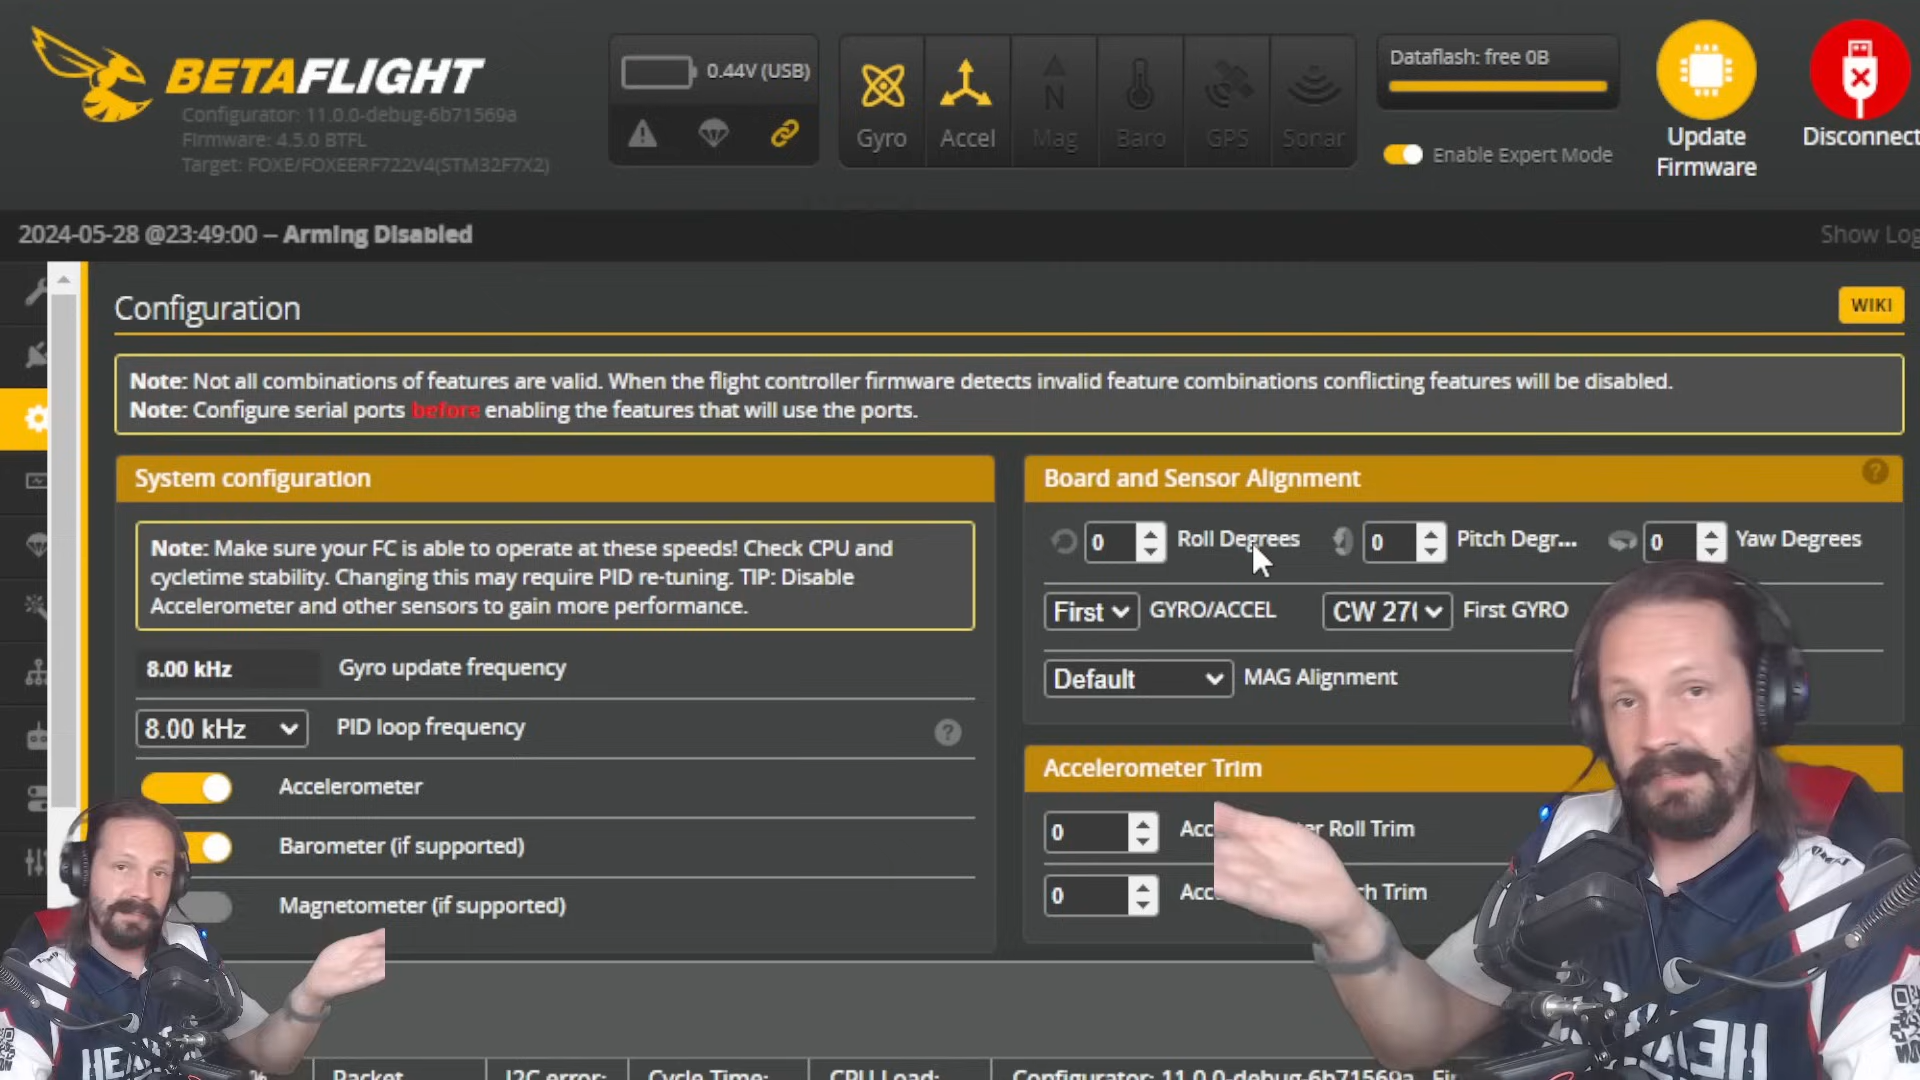 BETAFLIGHT
Configurator: 11.0.0-debug-6b71569a
Firmware: 4.5.0 BTFL
Target: FOXE/FOXEERF722V4(STM32F7X2)
0.44V (USB)
Gyro
Accel
N
Mag
Baro
GPS
Sonar
Dataflash: free 0B
Enable Expert Mode
Update
Firmware
Disconnect
2024-05-28 @23:49:00 -- Arming Disabled
Show Log
Configuration
WIKI
Note: Not all combinations of features are valid. When the flight controller firmware detects invalid feature combinations conflicting features will be disabled.
Note: Configure serial ports before enabling the features that will use the ports.
System configuration
Note: Make sure your FC is able to operate at these speeds! Check CPU and
cycletime stability. Changing this may require PID re-tuning. TIP: Disable
Accelerometer and other sensors to gain more performance.
8.00 kHz Gyro update frequency
8.00 kHz PID loop frequency ?
Accelerometer
Barometer (if supported)
Magnetometer (if supported)
Board and Sensor Alignment ?
0 Roll Degrees 0 Pitch Degr... 0 Yaw Degrees
First GYRO/ACCEL CW 270 First GYRO
Default MAG Alignment
Accelerometer Trim
0 Acc er Roll Trim
0 Acc ch Trim
% Packet I2C error: Cycle Time: CPU Load: Configurator: 11.0.0-debug-6b71569a, Fir